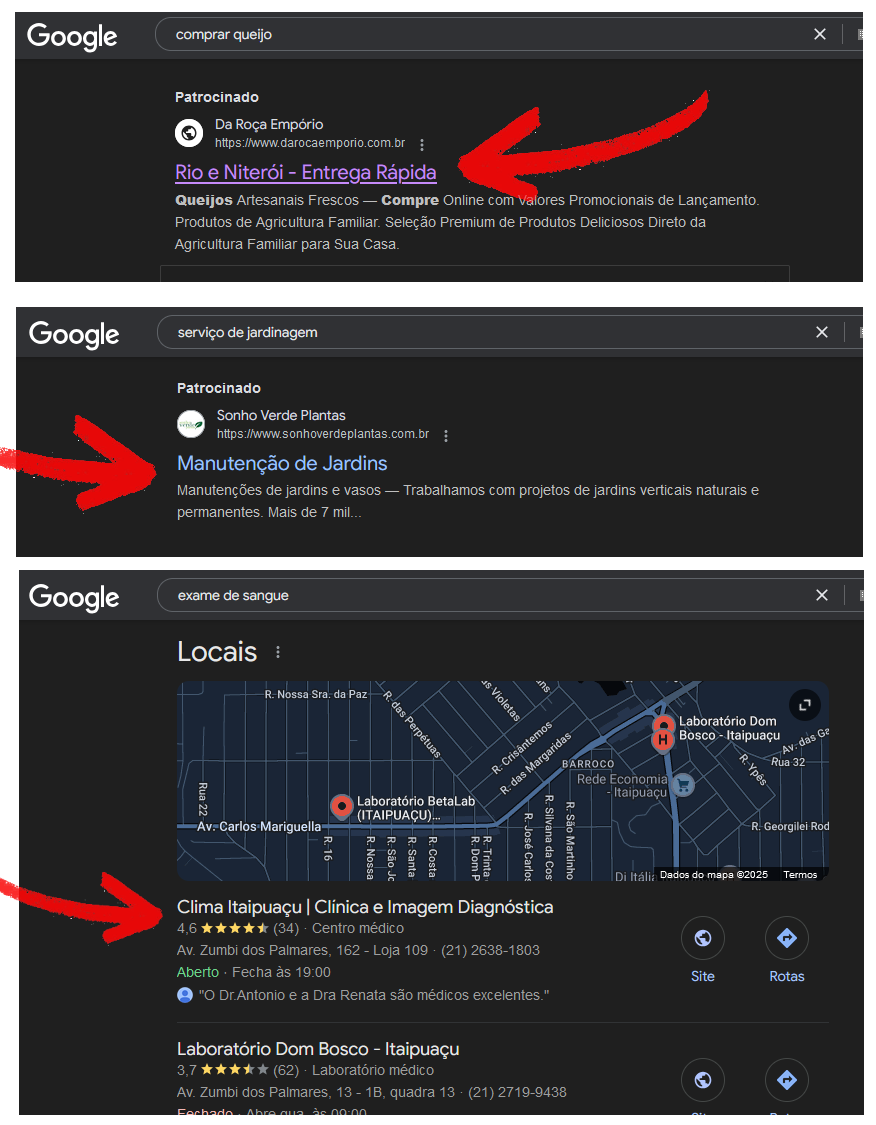 Google
comprar queijo
Patrocinado
Da Roça Empório
https://www.darocaemporio.com.br
Rio e Niterói - Entrega Rápida
Queijos Artesanais Frescos — Compre Online com Valores Promocionais de Lançamento.
Produtos de Agricultura Familiar. Seleção Premium de Produtos Deliciosos Direto da
Agricultura Familiar para Sua Casa.
Google
serviço de jardinagem
Patrocinado
Sonho Verde Plantas
https://www.sonhoverdeplantas.com.br
Manutenção de Jardins
Manutenções de jardins e vasos — Trabalhamos com projetos de jardins verticais naturais e
permanentes. Mais de 7 mil...
Google
exame de sangue
Locais
R. Nossa Sra. da Paz
R. das Perpétuas
Violetas
R. Crisântemos
R. das Margaridas
BARROCO
Laboratório Dom
Bosco - Itaipuaçu
H
Av. das
Rua 32
R. Ypês
Rede Economia
- Itaipuaçu
Rua 22
Laboratório BetaLab
(ITAIPUAÇU)...
Av. Carlos Mariguella
R. 16
R. Nossa
R. São
R. Santa
R. Costa
R. Dom
R. Trinta
R. José Carlos
R. Silvana da
R. São Martinho
R. Georgilei
Dados do mapa ©2025 Termos
Clima Itaipuaçu | Clínica e Imagem Diagnóstica
4,6 (34) · Centro médico
Av. Zumbi dos Palmares, 162 - Loja 109 · (21) 2638-1803
Aberto · Fecha às 19:00
"O Dr.Antonio e a Dra Renata são médicos excelentes."
Site
Rotas
Laboratório Dom Bosco - Itaipuaçu
3,7 (62) · Laboratório médico
Av. Zumbi dos Palmares, 13 - 1B, quadra 13 · (21) 2719-9438
Fechado · Abre qua. às 09:00